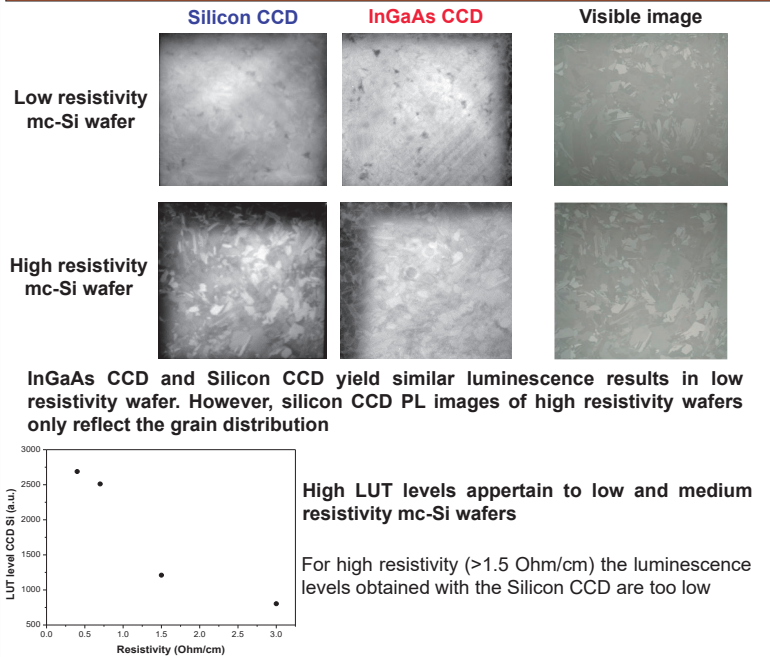 Silicon CCD
InGaAs CCD
Visible image
Low resistivity
mc-Si wafer
High resistivity
mc-Si wafer
InGaAs CCD and Silicon CCD yield similar luminescence results in low
resistivity wafer. However, silicon CCD PL images of high resistivity wafers
only reflect the grain distribution
LUT level CCD Si (a.u.)
3000
2500
2000
1500
1000
500
0.0
0.5
1.0
1.5
2.0
2.5
3.0
Resistivity (Ohm/cm)
High LUT levels appertain to low and medium
resistivity mc-Si wafers
For high resistivity (>1.5 Ohm/cm) the luminescence
levels obtained with the Silicon CCD are too low